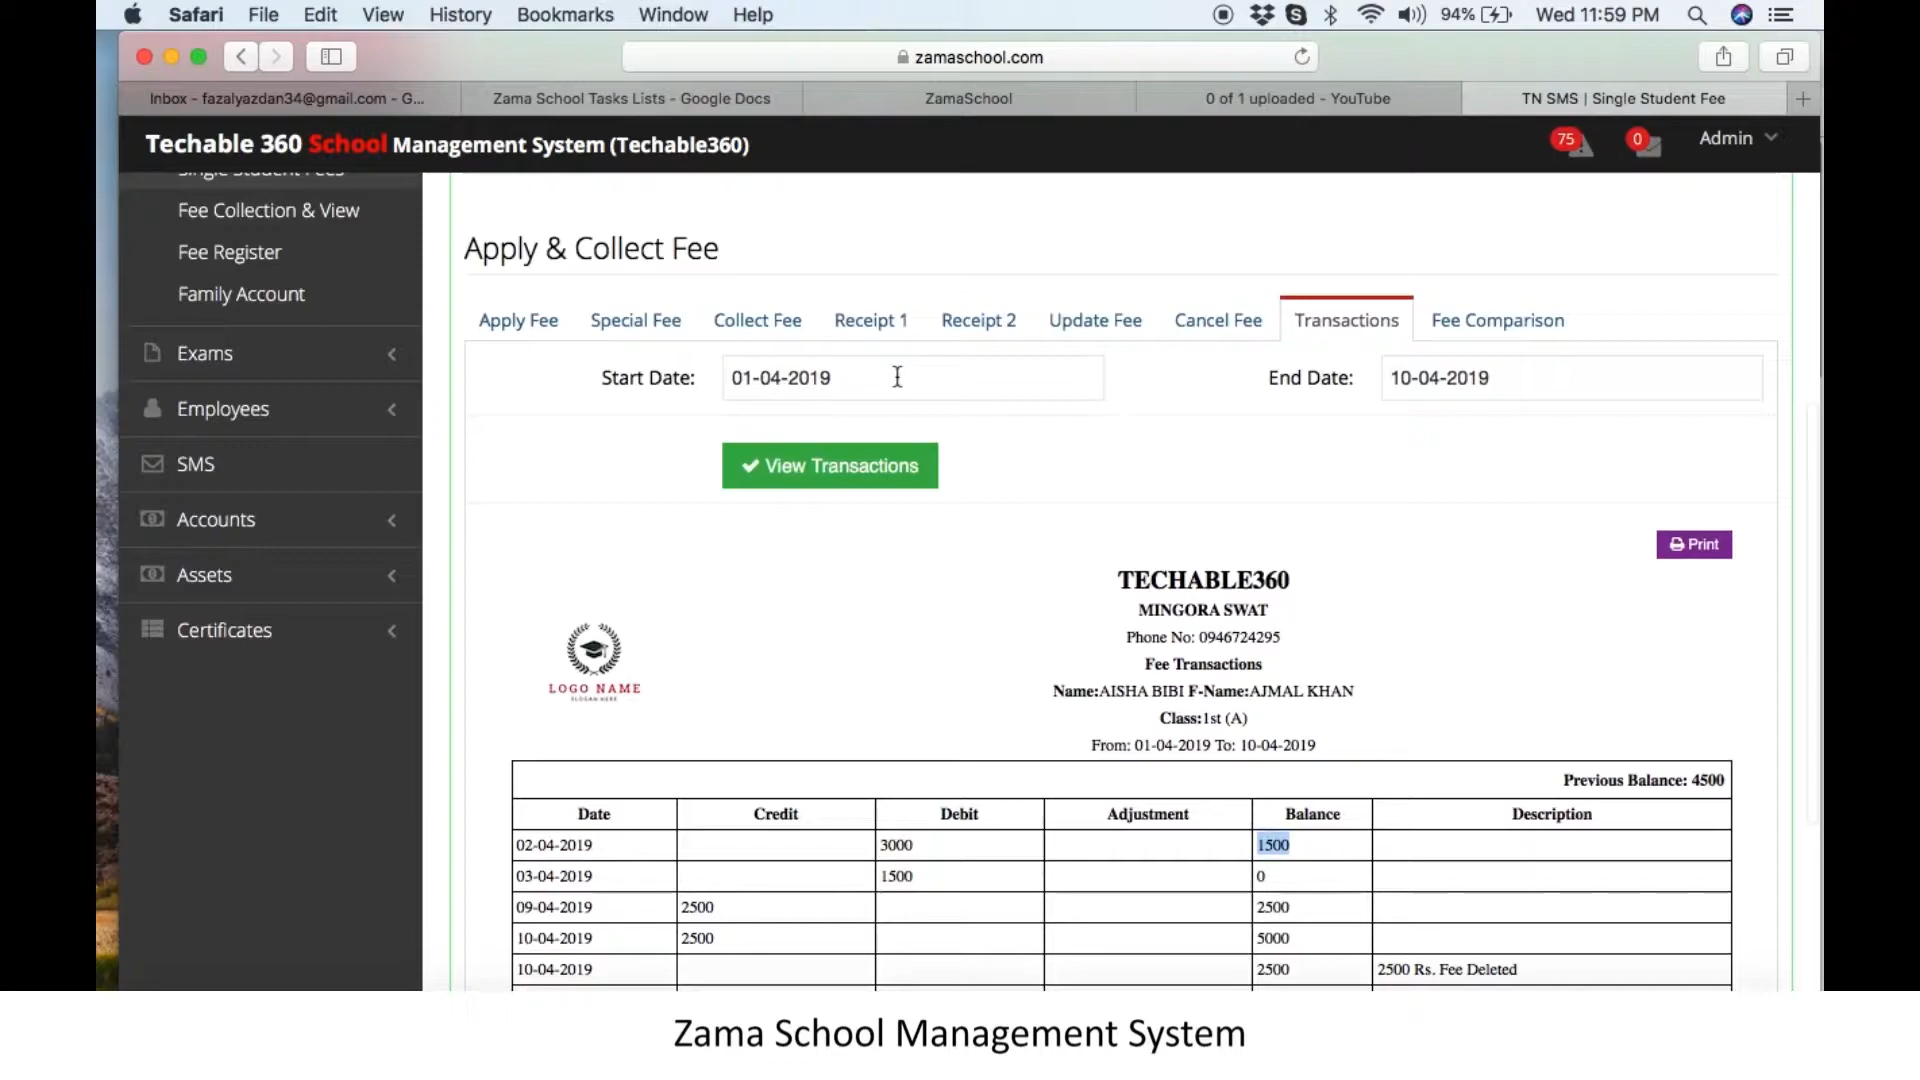 Safari File Edit View History Bookmarks Window Help 94% Wed 11:59 PM
zamaschool.com
Inbox - fazalyazdan34@gmail.com - G... Zama School Tasks Lists - Google Docs ZamaSchool 0 of 1 uploaded - YouTube TN SMS | Single Student Fee
Techable 360 School Management System (Techable360) 75 0 Admin
Single Student Fees
Fee Collection & View
Fee Register
Family Account
Exams
Employees
SMS
Accounts
Assets
Certificates
Apply & Collect Fee
Apply Fee Special Fee Collect Fee Receipt 1 Receipt 2 Update Fee Cancel Fee Transactions Fee Comparison
Start Date: 01-04-2019 End Date: 10-04-2019
View Transactions
Print
LOGO NAME
SLOGAN HERE
TECHABLE360
MINGORA SWAT
Phone No: 0946724295
Fee Transactions
Name:AISHA BIBI F-Name:AJMAL KHAN
Class:1st (A)
From: 01-04-2019 To: 10-04-2019
Previous Balance: 4500
Date Credit Debit Adjustment Balance Description
02-04-2019 3000 1500
03-04-2019 1500 0
09-04-2019 2500 2500
10-04-2019 2500 5000
10-04-2019 2500 2500 Rs. Fee Deleted
Zama School Management System